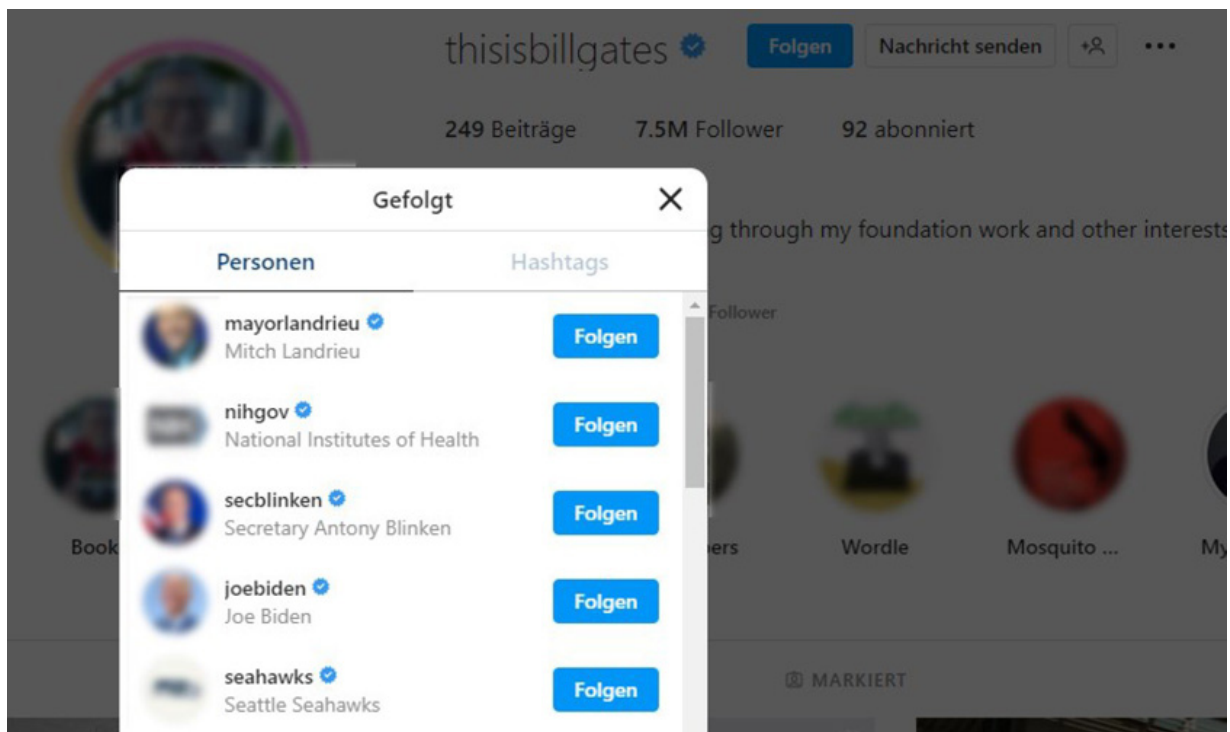 thisisbillgates Folgen Nachricht senden
249 Beiträge 7.5M Follower 92 abonniert
Gefolgt
g through my foundation work and other interests
Personen Hashtags
Follower
mayorlandrieu Folgen
Mitch Landrieu
nihgov Folgen
National Institutes of Health
secblinken Folgen
Secretary Antony Blinken
Book ers Wordle Mosquito ... My
joebiden Folgen
Joe Biden
seahawks Folgen
Seattle Seahawks
MARKIERT